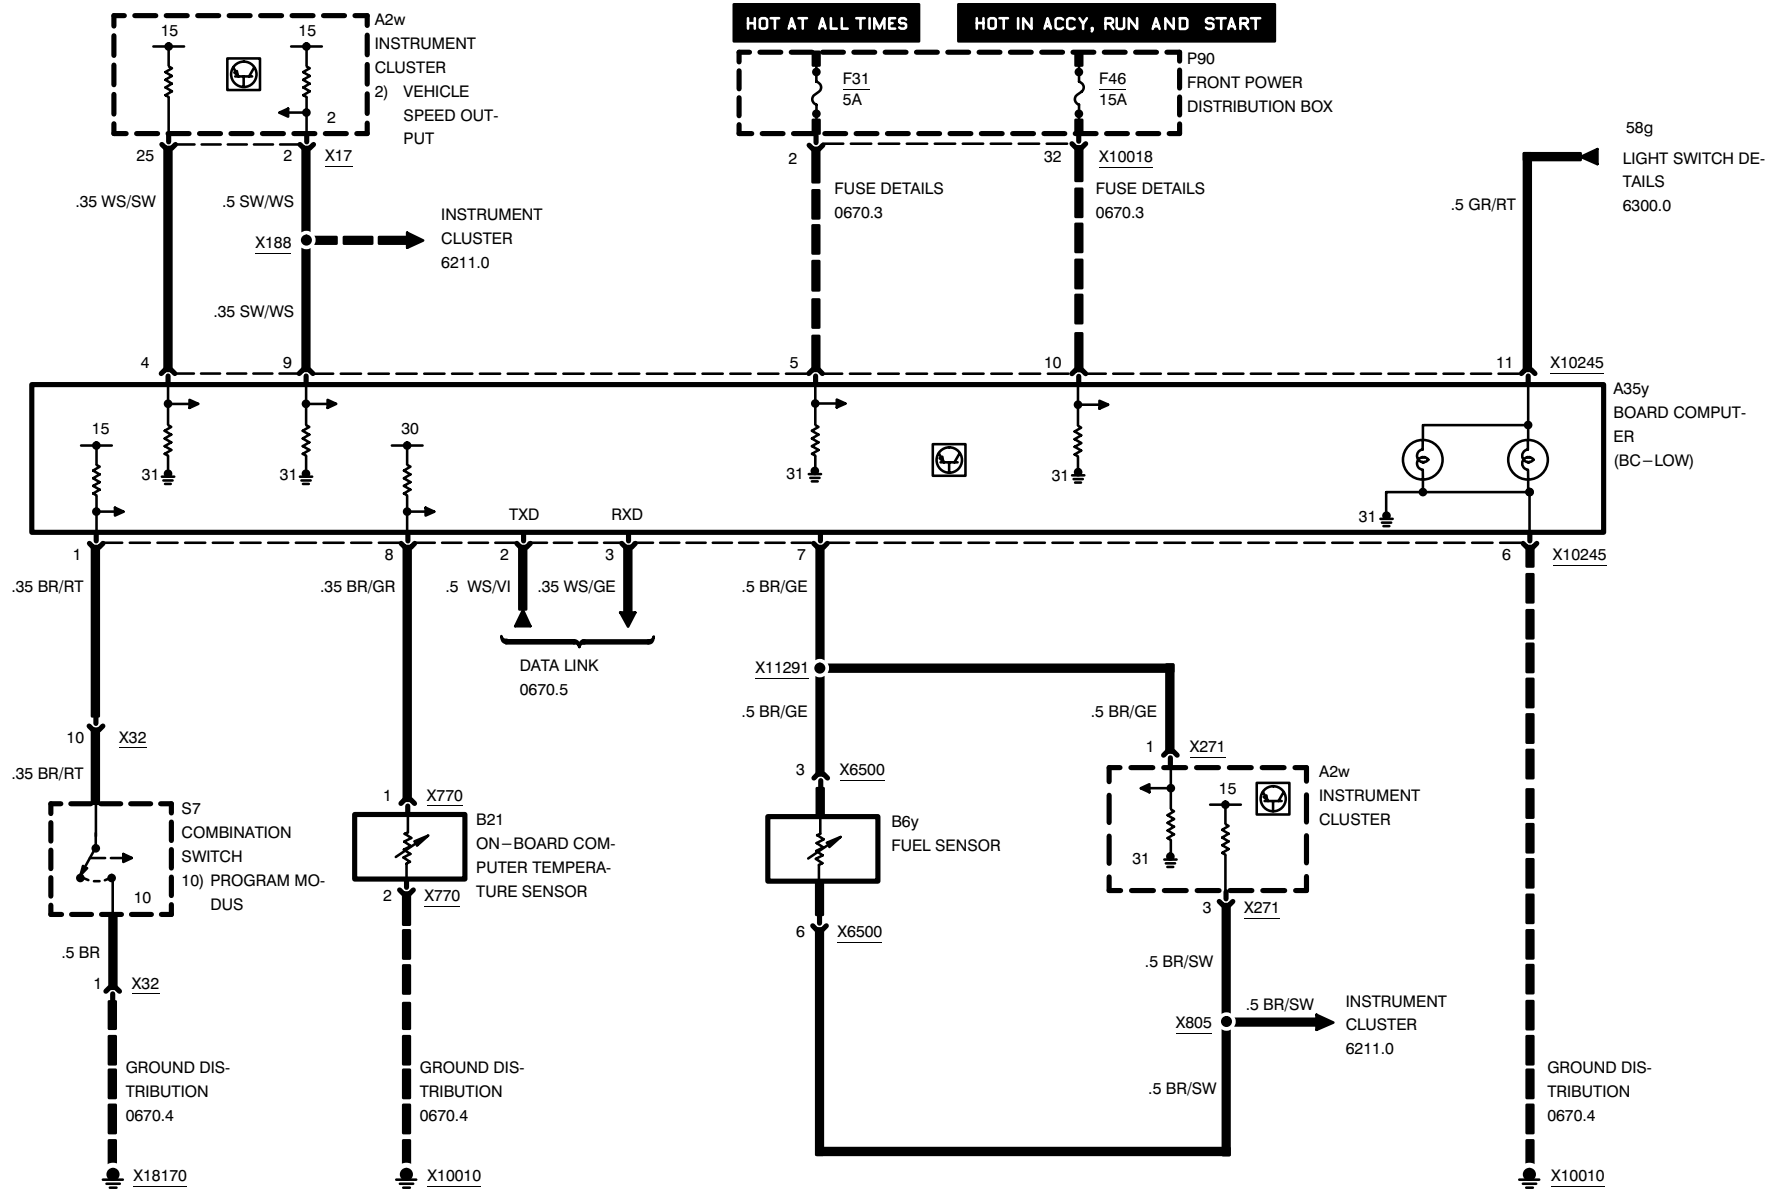 HOT AT ALL TIMES
HOT IN ACCY, RUN AND START
15
15
2
A2w
INSTRUMENT
CLUSTER
2) VEHICLE
SPEED OUT-
PUT
F31
5A
F46
15A
P90
FRONT POWER
DISTRIBUTION BOX
58g
LIGHT SWITCH DE-
TAILS
6300.0
25
2
X17
2
32
X10018
.35 WS/SW
.5 SW/WS
FUSE DETAILS
0670.3
FUSE DETAILS
0670.3
.5 GR/RT
X188
INSTRUMENT
CLUSTER
6211.0
.35 SW/WS
4
9
5
10
11
X10245
A35y
BOARD COMPUT-
ER
(BC–LOW)
15
31
31
30
31
31
31
TXD
RXD
1
8
2
3
7
6
X10245
.35 BR/RT
.35 BR/GR
.5 WS/VI
.35 WS/GE
.5 BR/GE
DATA LINK
0670.5
X11291
.5 BR/GE
.5 BR/GE
10
X32
.35 BR/RT
1
X770
3
X6500
1
X271
S7
COMBINATION
SWITCH
10) PROGRAM MO-
DUS
10
B21
ON–BOARD COM-
PUTER TEMPERA-
TURE SENSOR
B6y
FUEL SENSOR
15
31
A2w
INSTRUMENT
CLUSTER
2
X770
6
X6500
3
X271
.5 BR
1
X32
.5 BR/SW
X805
.5 BR/SW
INSTRUMENT
CLUSTER
6211.0
.5 BR/SW
GROUND DIS-
TRIBUTION
0670.4
GROUND DIS-
TRIBUTION
0670.4
GROUND DIS-
TRIBUTION
0670.4
X18170
X10010
X10010